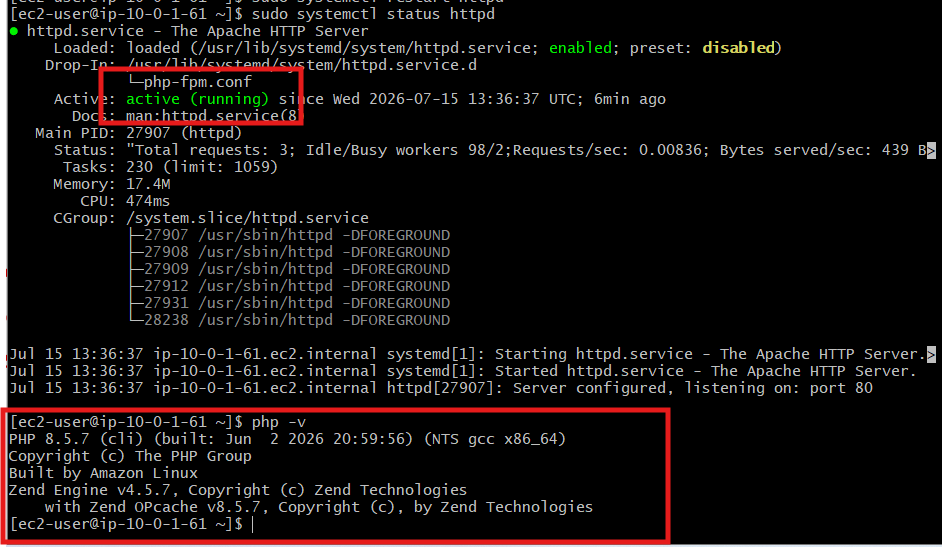 [ec2-user@ip-10-0-1-61 ~]$ sudo systemctl restart httpd
[ec2-user@ip-10-0-1-61 ~]$ sudo systemctl status httpd
● httpd.service - The Apache HTTP Server
Loaded: loaded (/usr/lib/systemd/system/httpd.service; enabled; preset: disabled)
Drop-In: /usr/lib/systemd/system/httpd.service.d
└─php-fpm.conf
Active: active (running) since Wed 2026-07-15 13:36:37 UTC; 6min ago
Docs: man:httpd.service(8)
Main PID: 27907 (httpd)
Status: "Total requests: 3; Idle/Busy workers 98/2;Requests/sec: 0.00836; Bytes served/sec: 439 B>
Tasks: 230 (limit: 1059)
Memory: 17.4M
CPU: 474ms
CGroup: /system.slice/httpd.service
├─27907 /usr/sbin/httpd -DFOREGROUND
├─27908 /usr/sbin/httpd -DFOREGROUND
├─27909 /usr/sbin/httpd -DFOREGROUND
├─27912 /usr/sbin/httpd -DFOREGROUND
├─27931 /usr/sbin/httpd -DFOREGROUND
└─28238 /usr/sbin/httpd -DFOREGROUND
Jul 15 13:36:37 ip-10-0-1-61.ec2.internal systemd[1]: Starting httpd.service - The Apache HTTP Server.>
Jul 15 13:36:37 ip-10-0-1-61.ec2.internal systemd[1]: Started httpd.service - The Apache HTTP Server.
Jul 15 13:36:37 ip-10-0-1-61.ec2.internal httpd[27907]: Server configured, listening on: port 80
[ec2-user@ip-10-0-1-61 ~]$ php -v
PHP 8.5.7 (cli) (built: Jun  2 2026 20:59:56) (NTS gcc x86_64)
Copyright (c) The PHP Group
Built by Amazon Linux
Zend Engine v4.5.7, Copyright (c) Zend Technologies
with Zend OPcache v8.5.7, Copyright (c), by Zend Technologies
[ec2-user@ip-10-0-1-61 ~]$